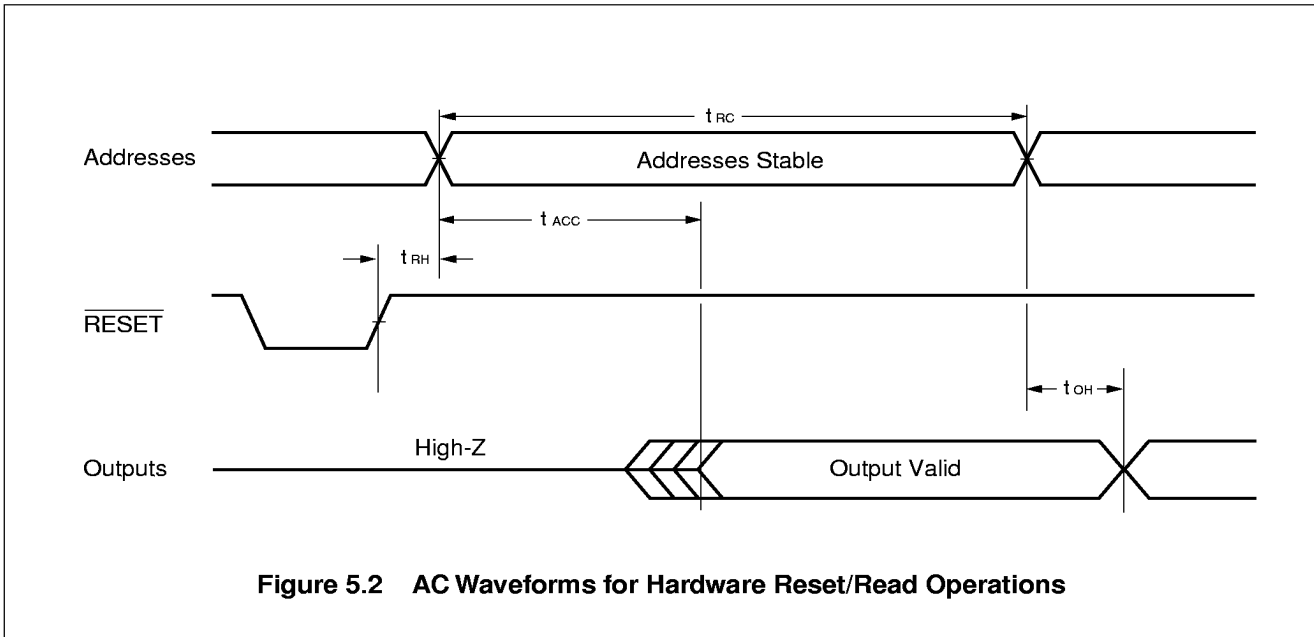 t RC
Addresses
Addresses Stable
t ACC
t RH
RESET
t OH
High-Z
Outputs
Output Valid
Figure 5.2 AC Waveforms for Hardware Reset/Read Operations